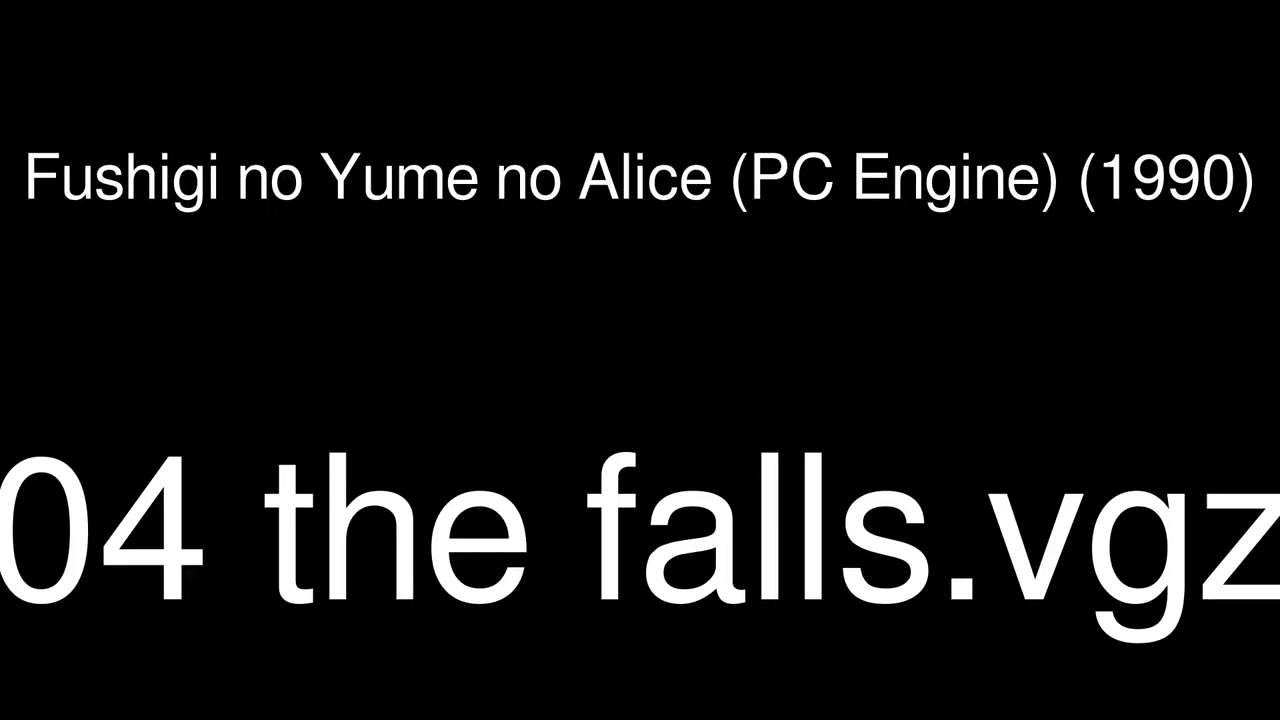 Fushigi no Yume no Alice (PC Engine) (1990)
04 the falls.vgz